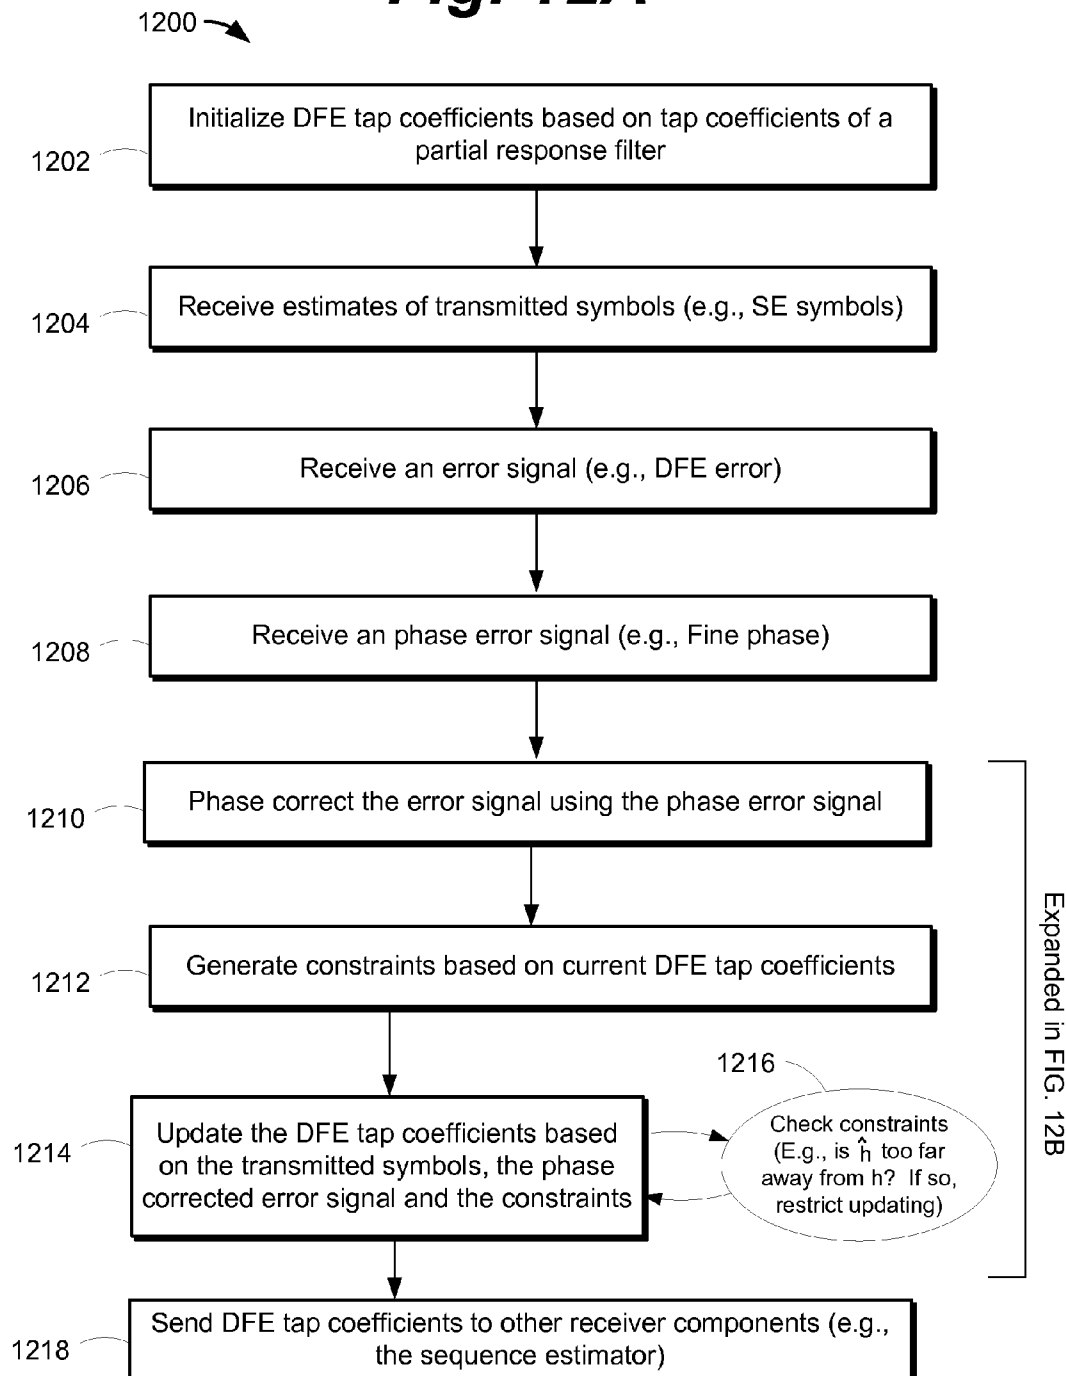 Fig. 12A
1200
Initialize DFE tap coefficients based on tap coefficients of a
partial response filter
1202
Receive estimates of transmitted symbols (e.g., SE symbols)
1204
Receive an error signal (e.g., DFE error)
1206
Receive an phase error signal (e.g., Fine phase)
1208
Phase correct the error signal using the phase error signal
1210
Generate constraints based on current DFE tap coefficients
1212
Update the DFE tap coefficients based
on the transmitted symbols, the phase
corrected error signal and the constraints
1214
1216
Check constraints
(E.g., is ĥ too far
away from h? If so,
restrict updating)
Expanded in FIG. 12B
Send DFE tap coefficients to other receiver components (e.g.,
the sequence estimator)
1218